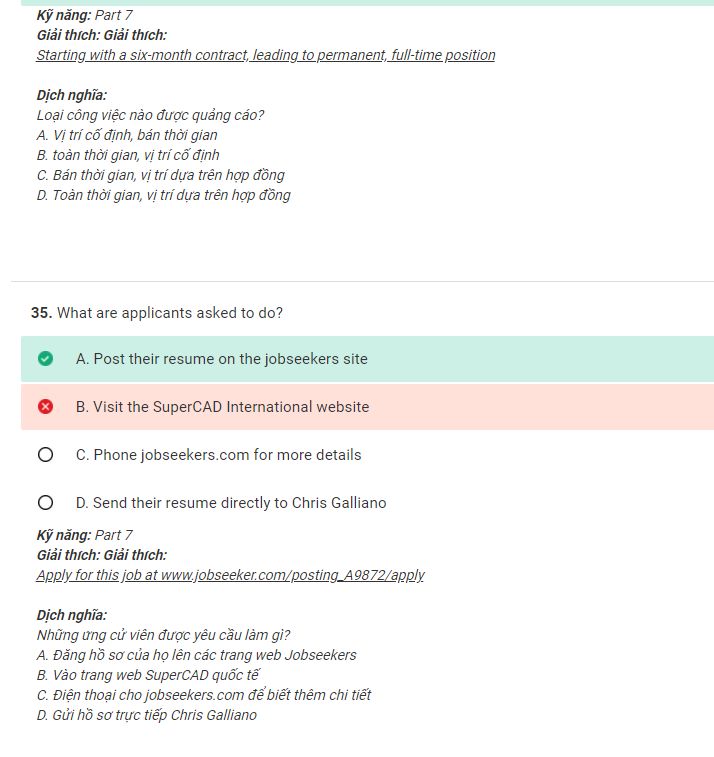 Kỹ năng: Part 7
Giải thích: Giải thích:
Starting with a six-month contract, leading to permanent, full-time position
Dịch nghĩa:
Loại công việc nào được quảng cáo?
A. Vị trí cố định, bán thời gian
B. toàn thời gian, vị trí cố định
C. Bán thời gian, vị trí dựa trên hợp đồng
D. Toàn thời gian, vị trí dựa trên hợp đồng
35. What are applicants asked to do?
A. Post their resume on the jobseekers site
B. Visit the SuperCAD International website
C. Phone jobseekers.com for more details
D. Send their resume directly to Chris Galliano
Kỹ năng: Part 7
Giải thích: Giải thích:
Apply for this job at www.jobseeker.com/posting_A9872/apply
Dịch nghĩa:
Những ứng cử viên được yêu cầu làm gì?
A. Đăng hồ sơ của họ lên các trang web Jobseekers
B. Vào trang web SuperCAD quốc tế
C. Điện thoại cho jobseekers.com để biết thêm chi tiết
D. Gửi hồ sơ trực tiếp Chris Galliano